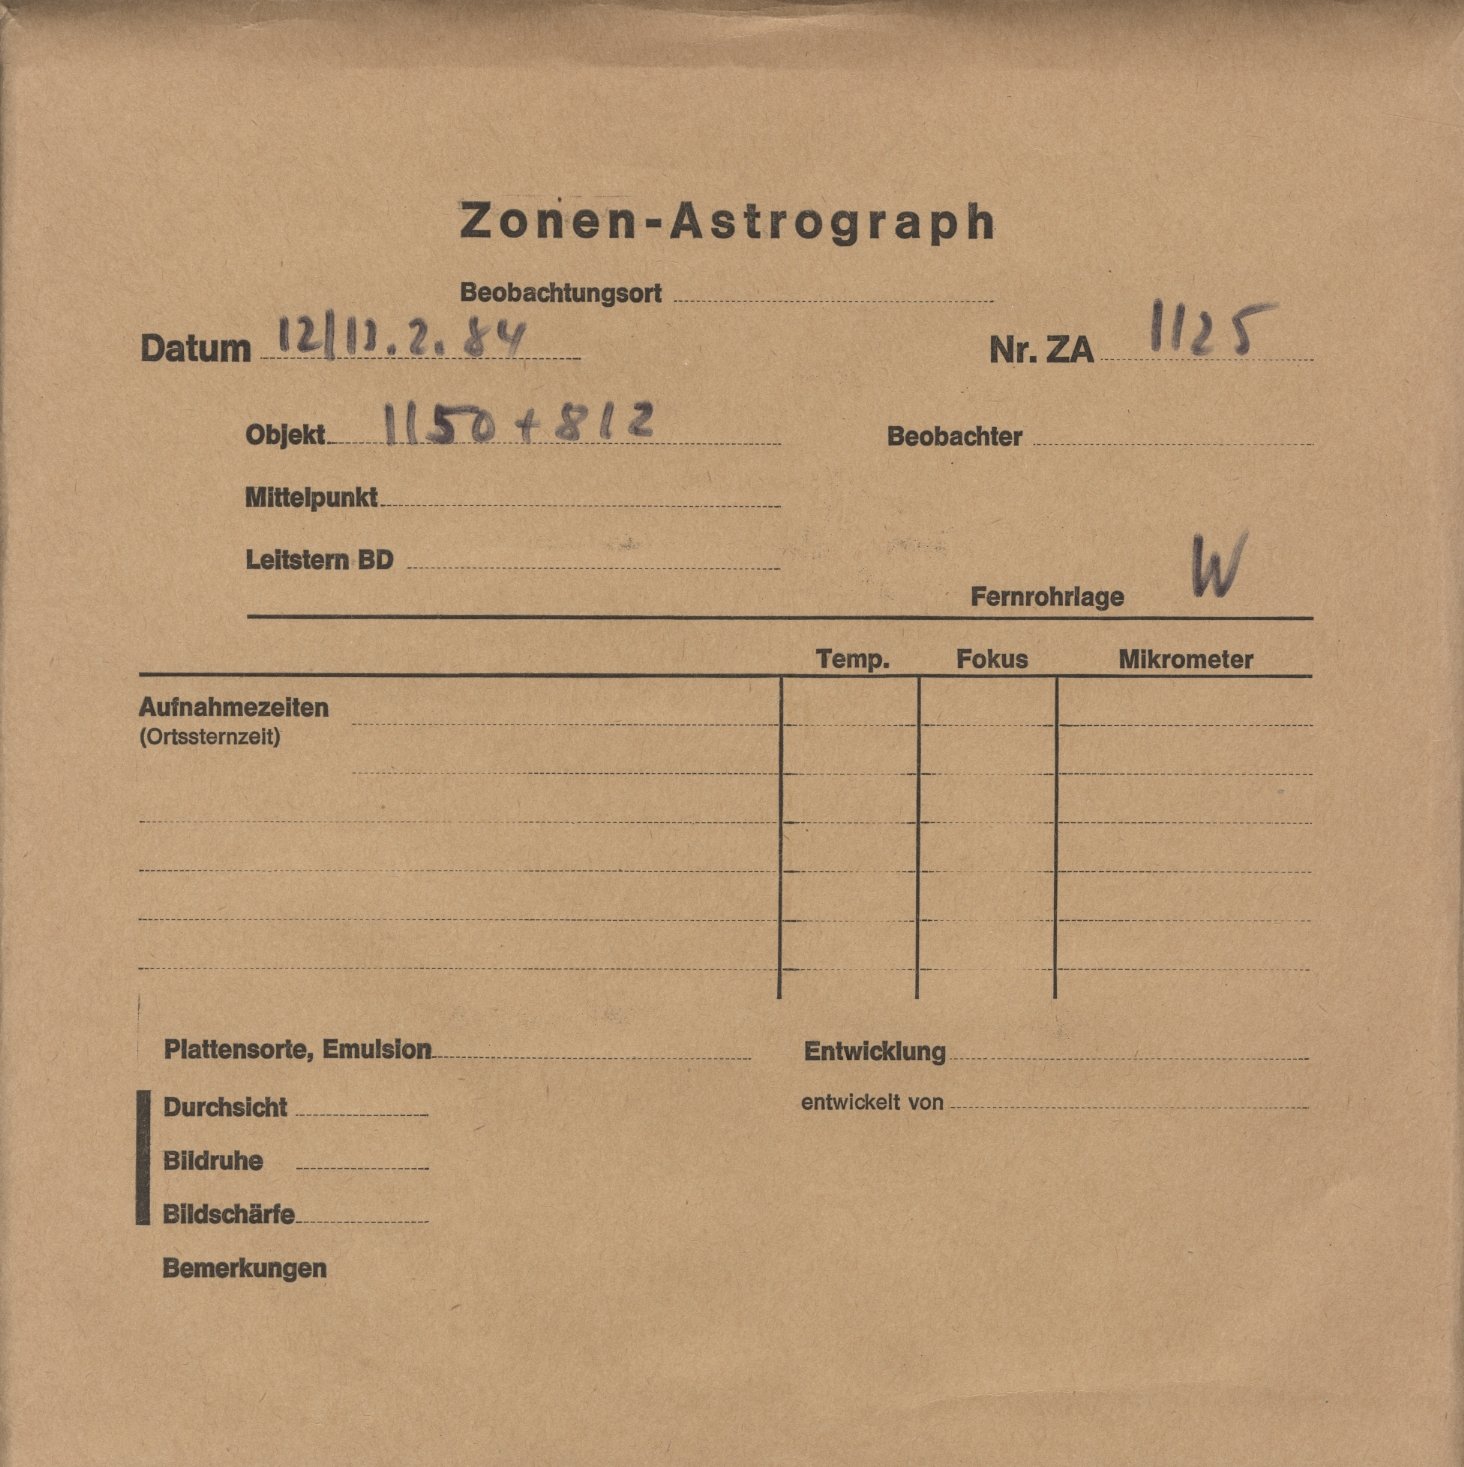 Zonen-Astrograph
Beobachtungsort
Datum 12/13.2.84 Nr. ZA 1125
Objekt 1150+812 Beobachter
Mittelpunkt
Leitstern BD
Fernrohrlage W
Temp. Fokus Mikrometer
Aufnahmezeiten
(Ortssternzeit)
Plattensorte, Emulsion Entwicklung
Durchsicht entwickelt von
Bildruhe
Bildschärfe
Bemerkungen